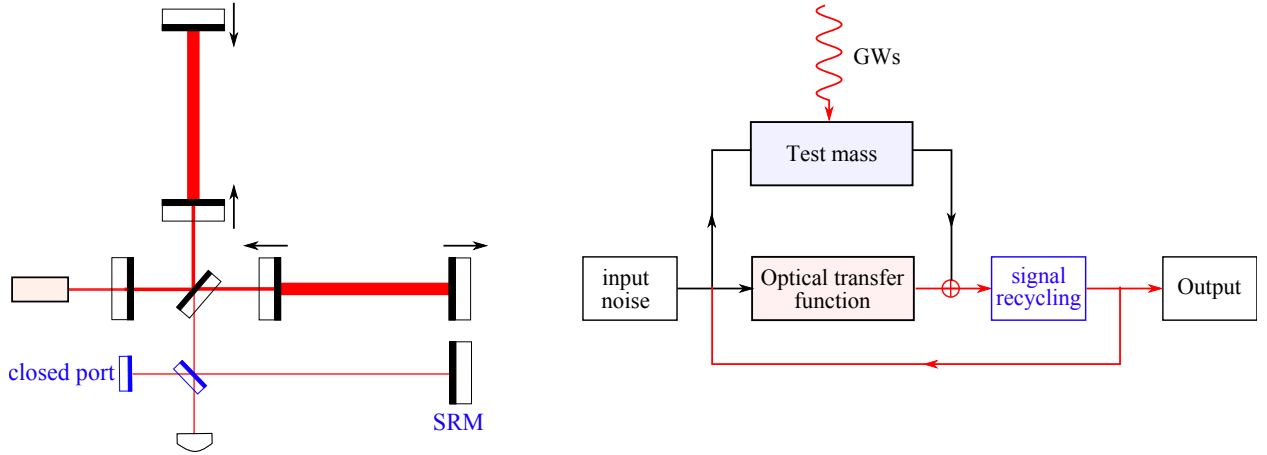 closed port
SRM
GWs
Test mass
input
noise
Optical transfer
function
signal
recycling
Output